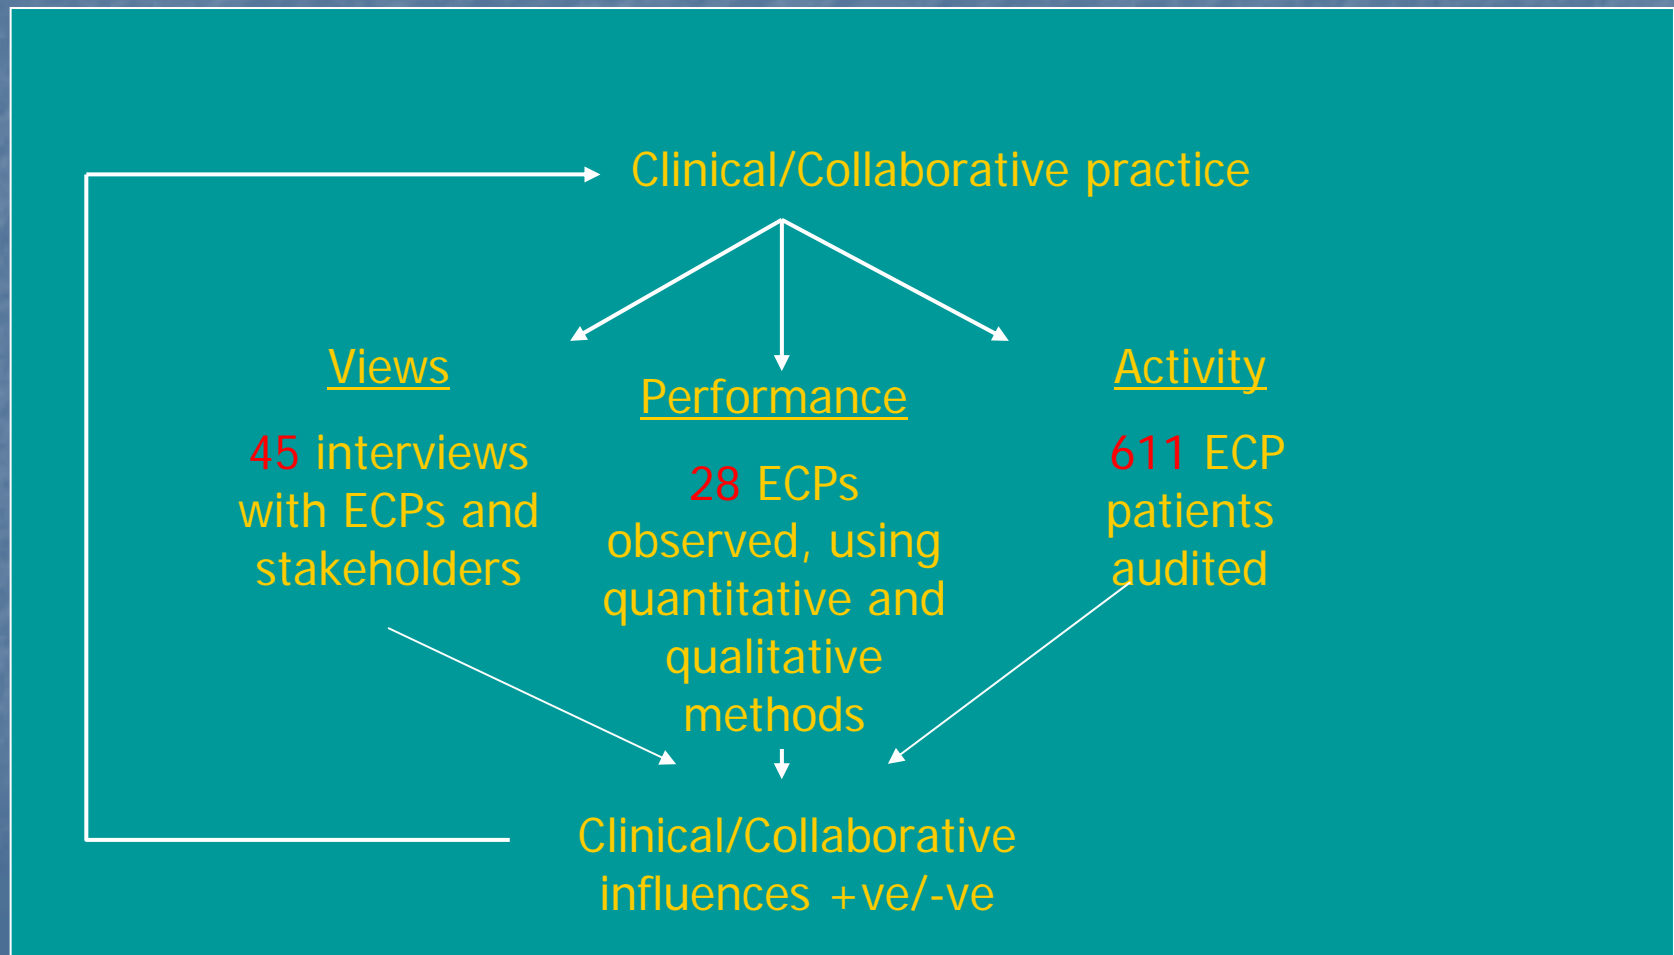 Clinical/Collaborative practice
Views
45 interviews
with ECPs and
stakeholders
Performance
28 ECPs
observed, using
quantitative and
qualitative
methods
Activity
611 ECP
patients
audited
Clinical/Collaborative
influences +ve/-ve